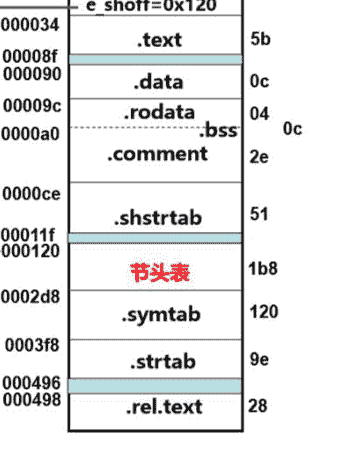 e_shoff=0x120
000034
.text
5b
00008f
000090
.data
0c
00009c
.rodata
04
.bss
0c
0000a0
.comment
2e
0000ce
.shstrtab
51
00011f
000120
节头表
1b8
0002d8
.symtab
120
0003f8
.strtab
9e
000496
000498
.rel.text
28